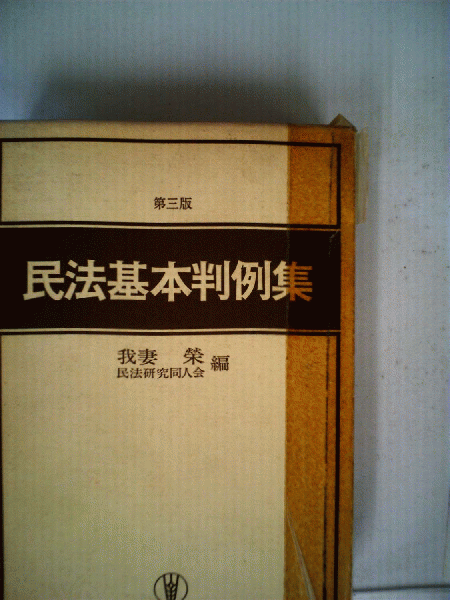 第三版
民法基本判例集
我妻 榮
民法研究同人会 編